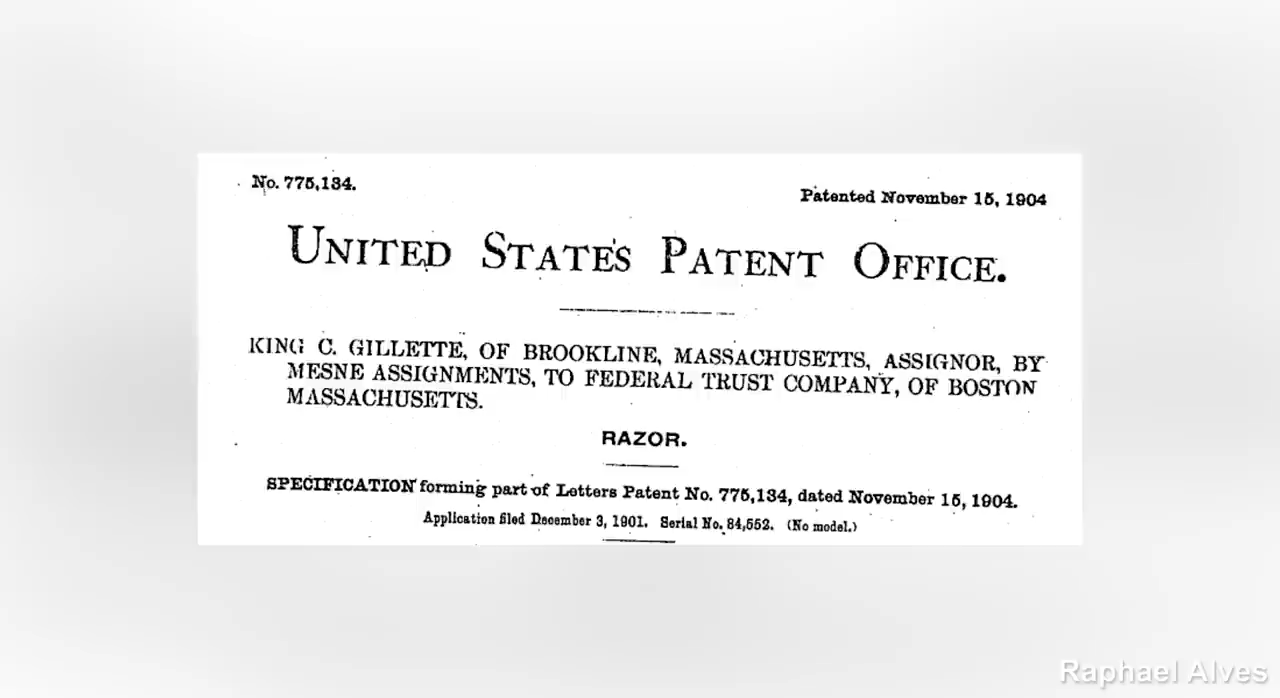 No. 775,134.
Patented November 15, 1904
UNITED STATES PATENT OFFICE.
KING C. GILLETTE, OF BROOKLINE, MASSACHUSETTS, ASSIGNOR, BY
MESNE ASSIGNMENTS, TO FEDERAL TRUST COMPANY, OF BOSTON
MASSACHUSETTS.
RAZOR.
SPECIFICATION forming part of Letters Patent No. 775,134, dated November 15, 1904.
Application filed December 3, 1901. Serial No. 84,552. (No model.)
Raphael Alves